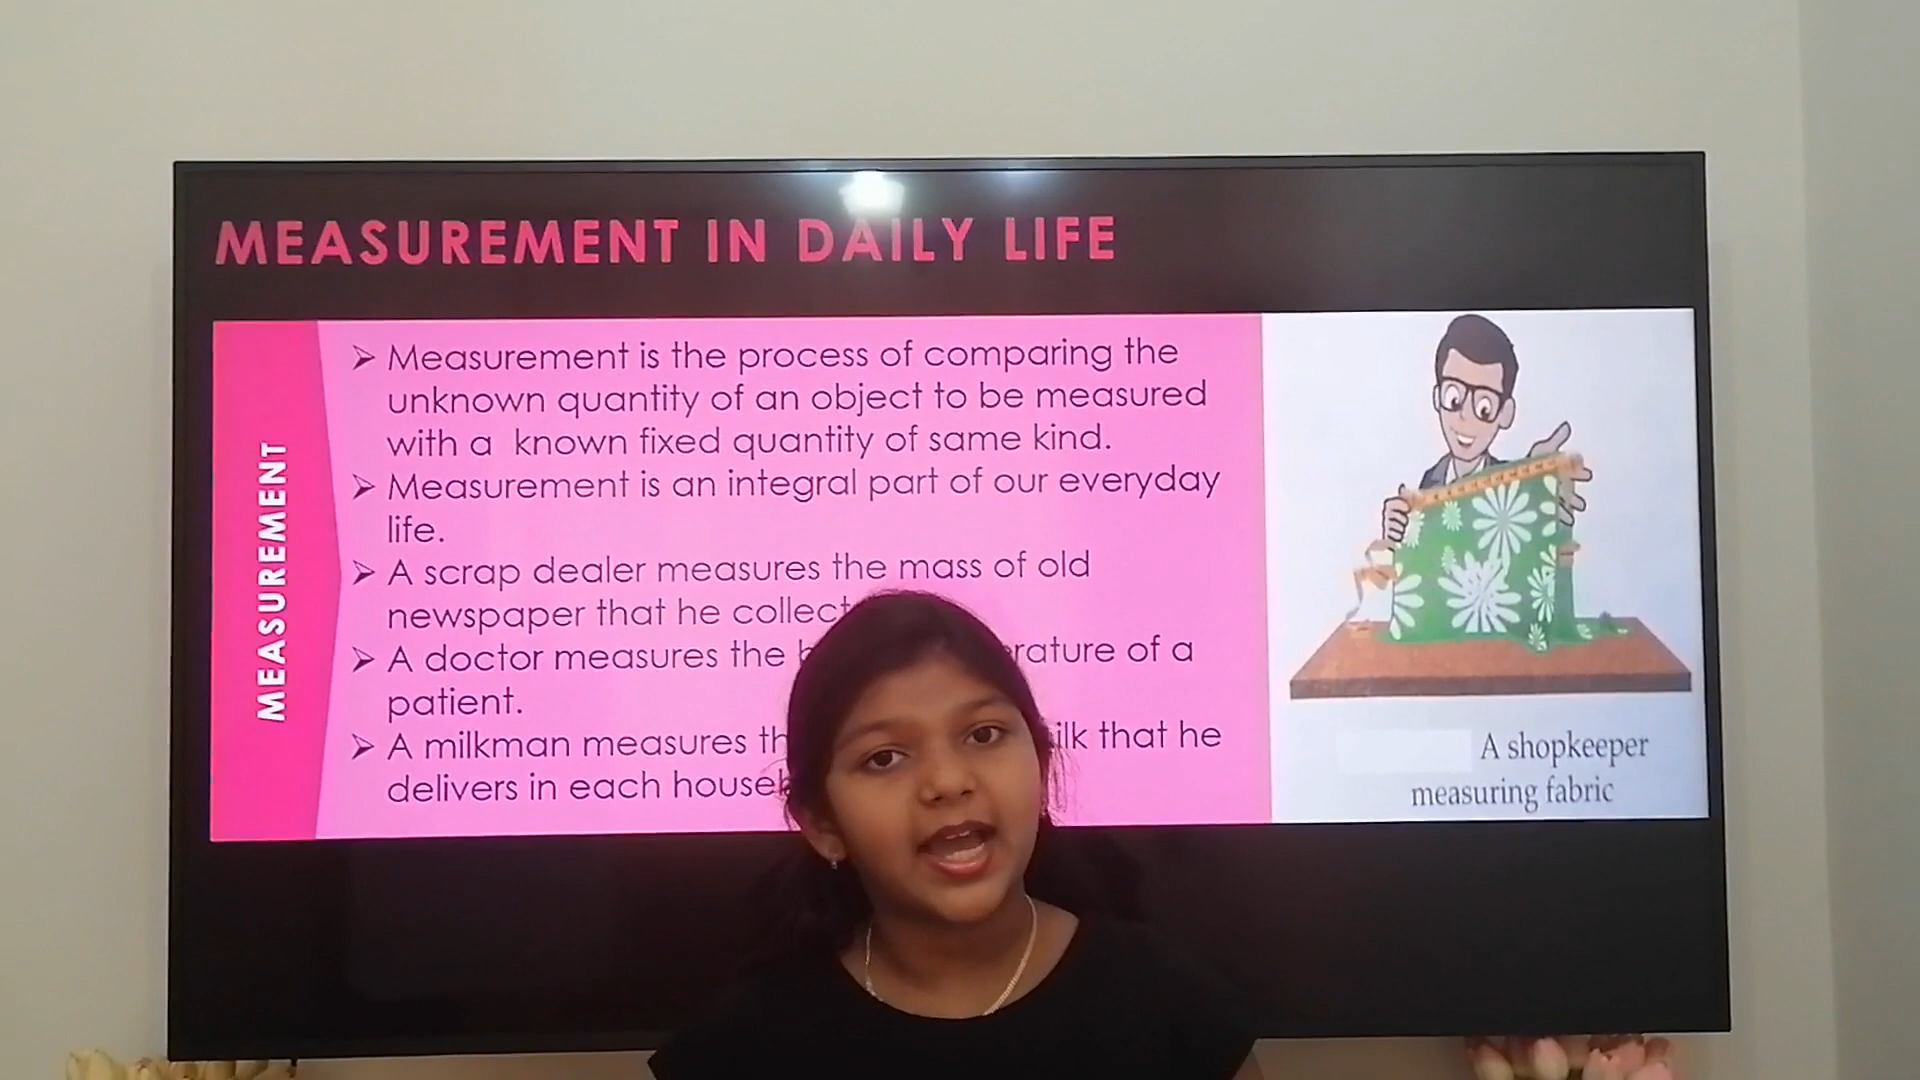 MEASUREMENT IN DAILY LIFE
MEASUREMENT
➢ Measurement is the process of comparing the
unknown quantity of an object to be measured
with a known fixed quantity of same kind.
➢ Measurement is an integral part of our everyday
life.
➢ A scrap dealer measures the mass of old
newspaper that he
➢ A doctor measures the of a
patient.
➢ A milkman measures that he
delivers in each
A shopkeeper
measuring fabric